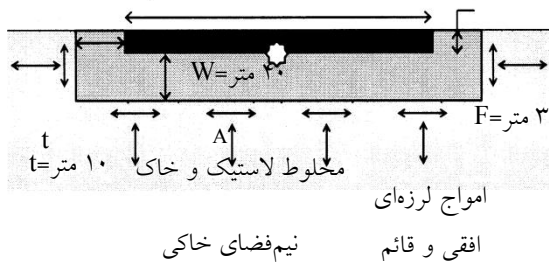 W=۴۰ متر
F=۳ متر
t
A
t=۱۰ متر
مخلوط لاستیک و خاک
امواج لرزه‌ای
افقی و قائم
نیم‌فضای خاکی